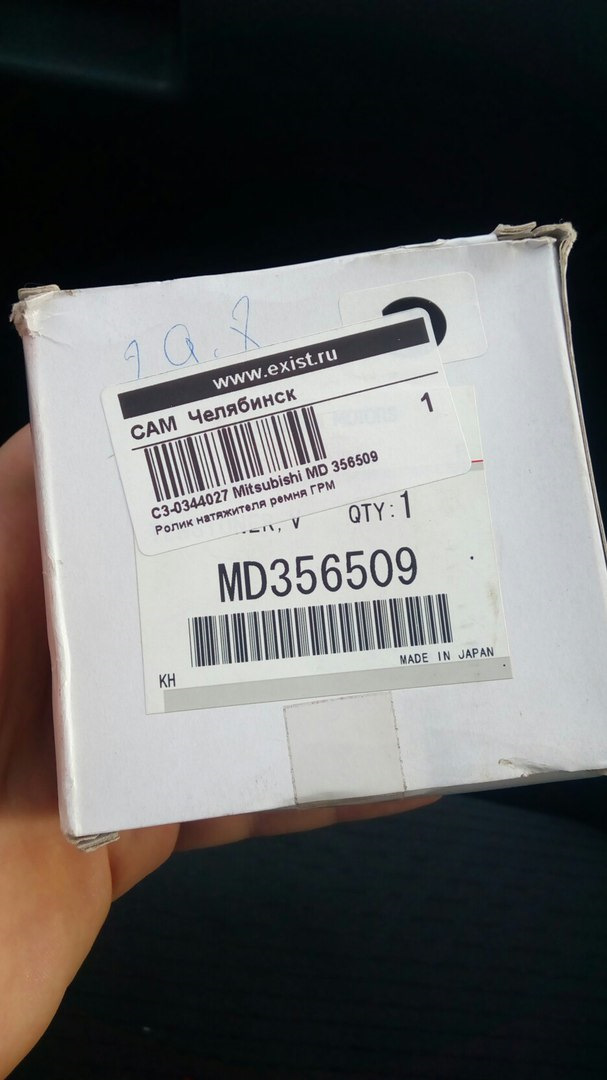 www.exist.ru
САМ Челябинск
1
C3-0344027 Mitsubishi MD 356509
Ролик натяжителя ремня ГРМ
QTY:1
MD356509
KH
MADE IN JAPAN